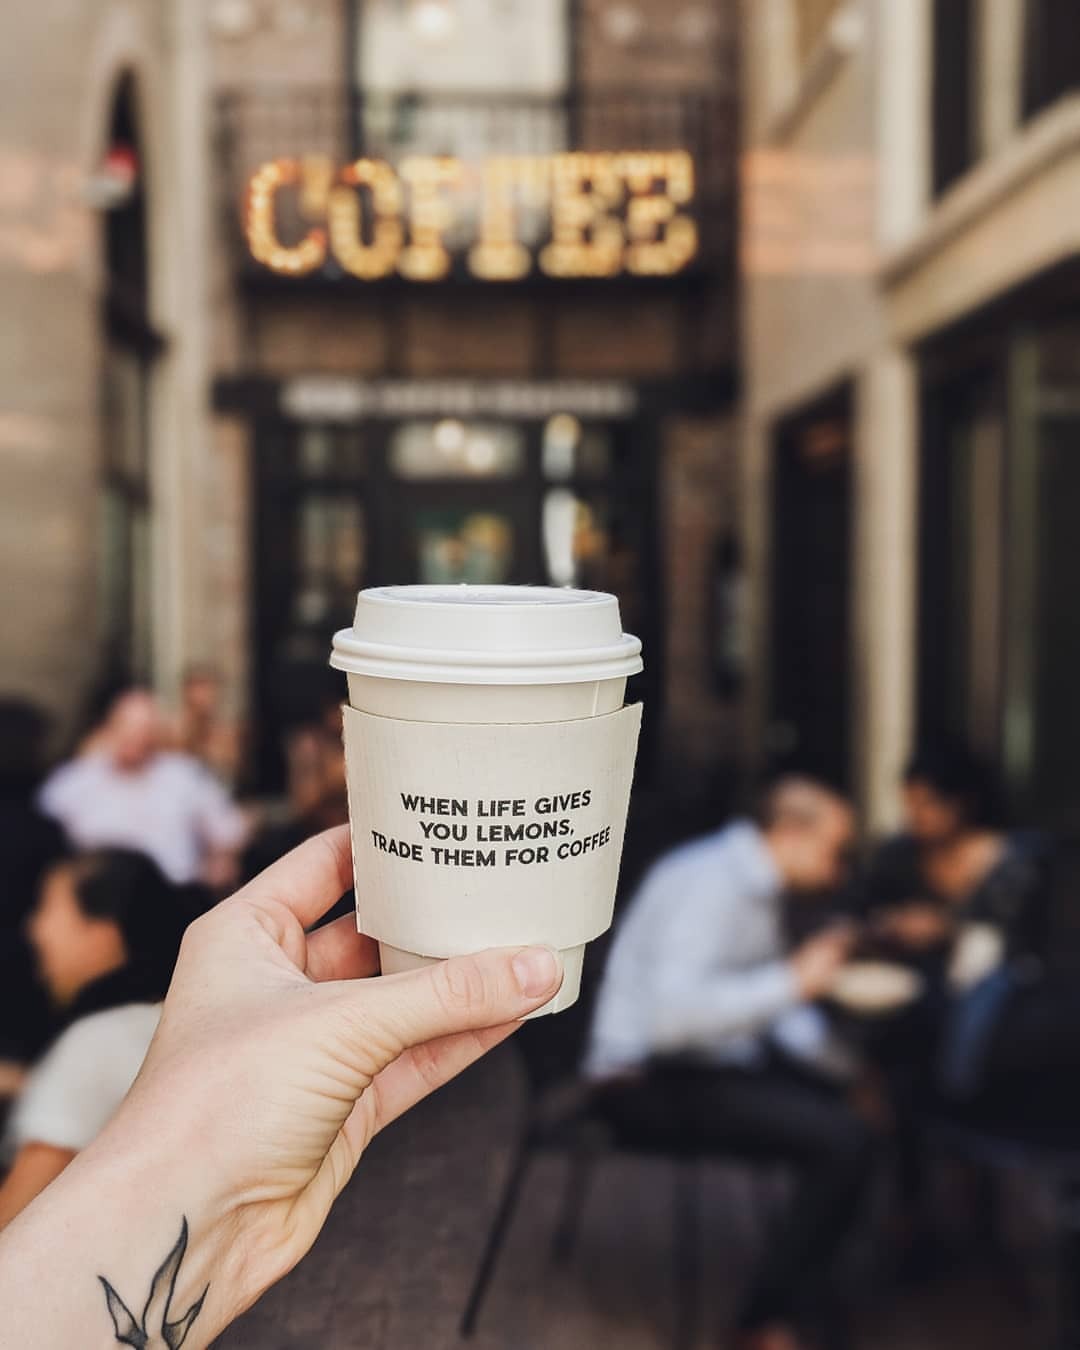 COFFEE
WHEN LIFE GIVES
YOU LEMONS,
TRADE THEM FOR COFFEE